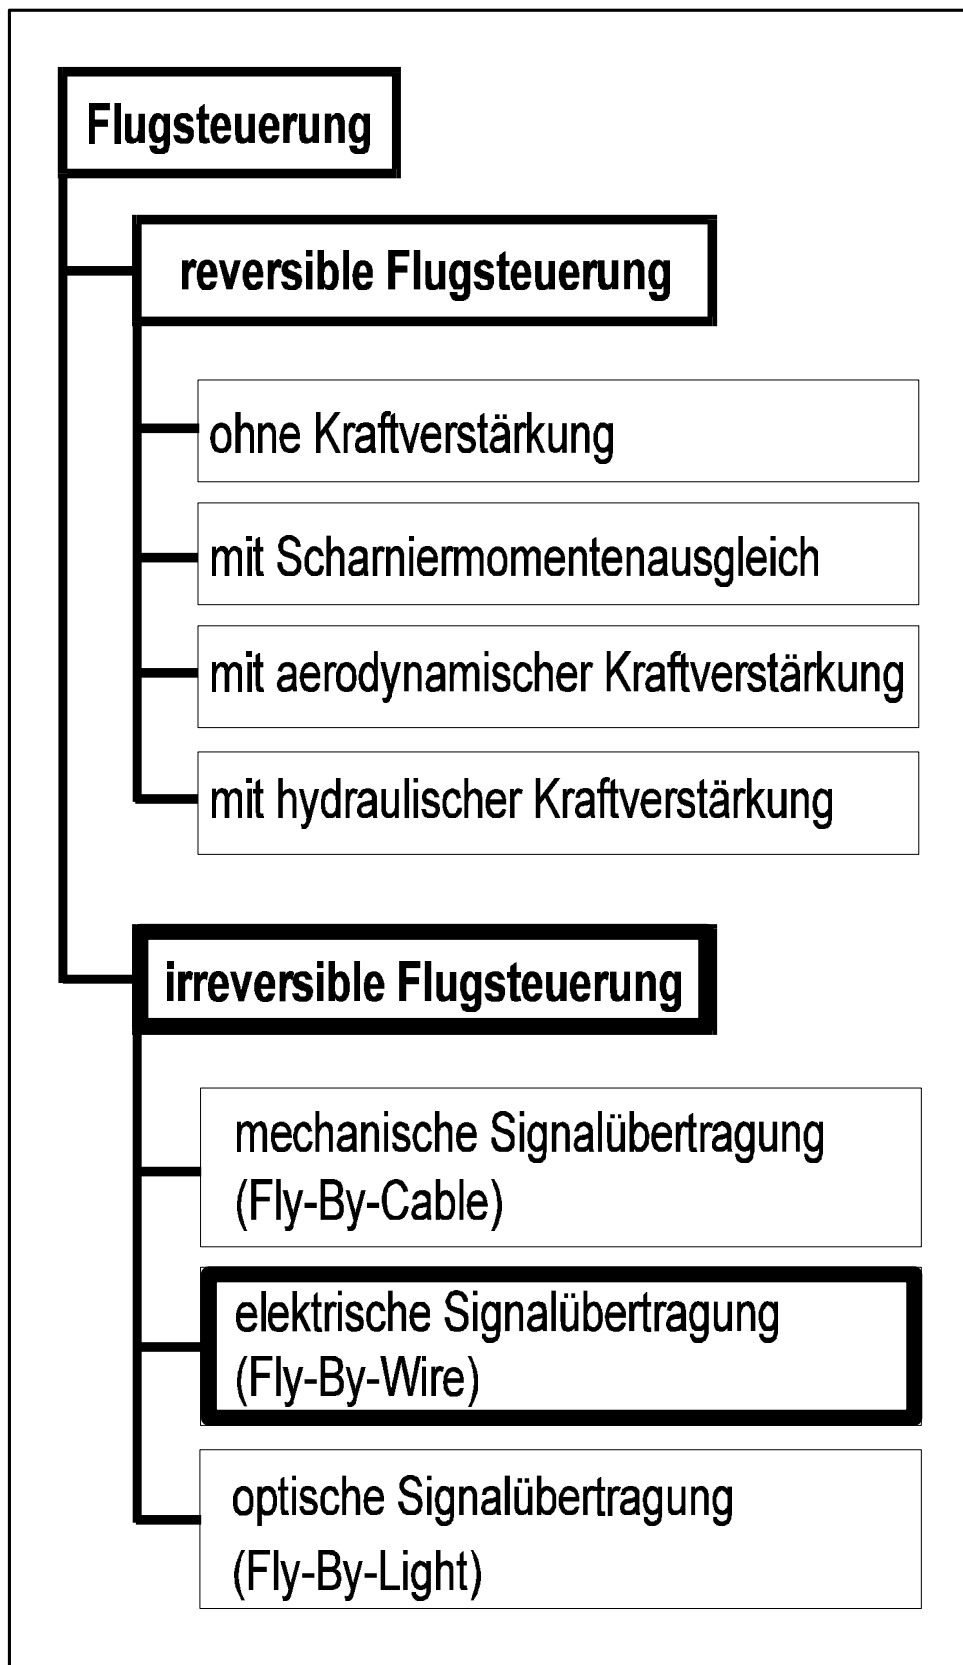 Flugsteuerung
reversible Flugsteuerung
ohne Kraftverstärkung
mit Scharniermomentenausgleich
mit aerodynamischer Kraftverstärkung
mit hydraulischer Kraftverstärkung
irreversible Flugsteuerung
mechanische Signalübertragung
(Fly-By-Cable)
elektrische Signalübertragung
(Fly-By-Wire)
optische Signalübertragung
(Fly-By-Light)